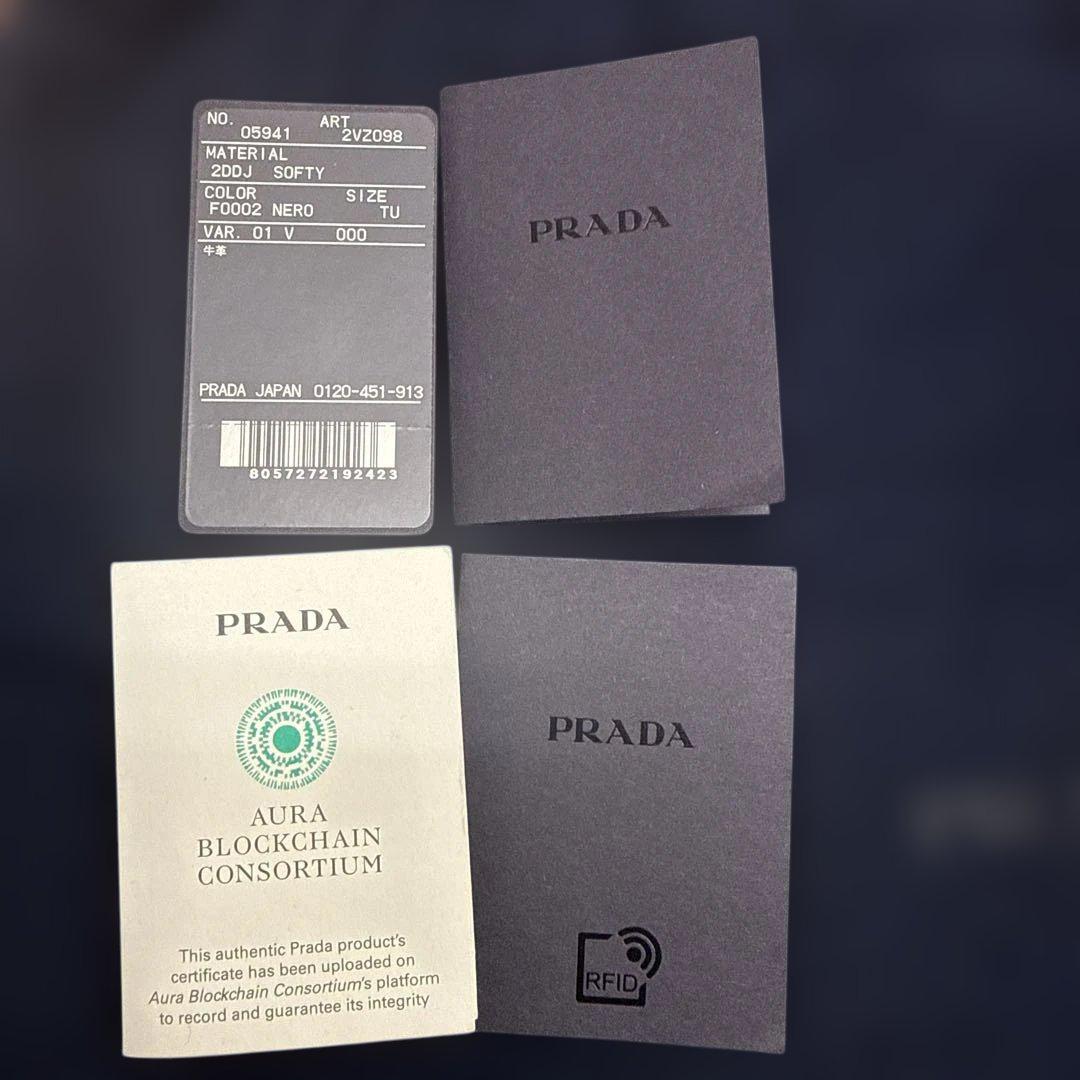 NO. ART
05941 2VZ098
MATERIAL
2DDJ SOFTY
COLOR SIZE
F0002 NERO TU
VAR. 01 V 000
牛革
PRADA JAPAN 0120-451-913
8057272192423
PRADA
PRADA
AURA
BLOCKCHAIN
CONSORTIUM
This authentic Prada product's
certificate has been uploaded on
Aura Blockchain Consortium's platform
to record and guarantee its integrity
PRADA
RFID